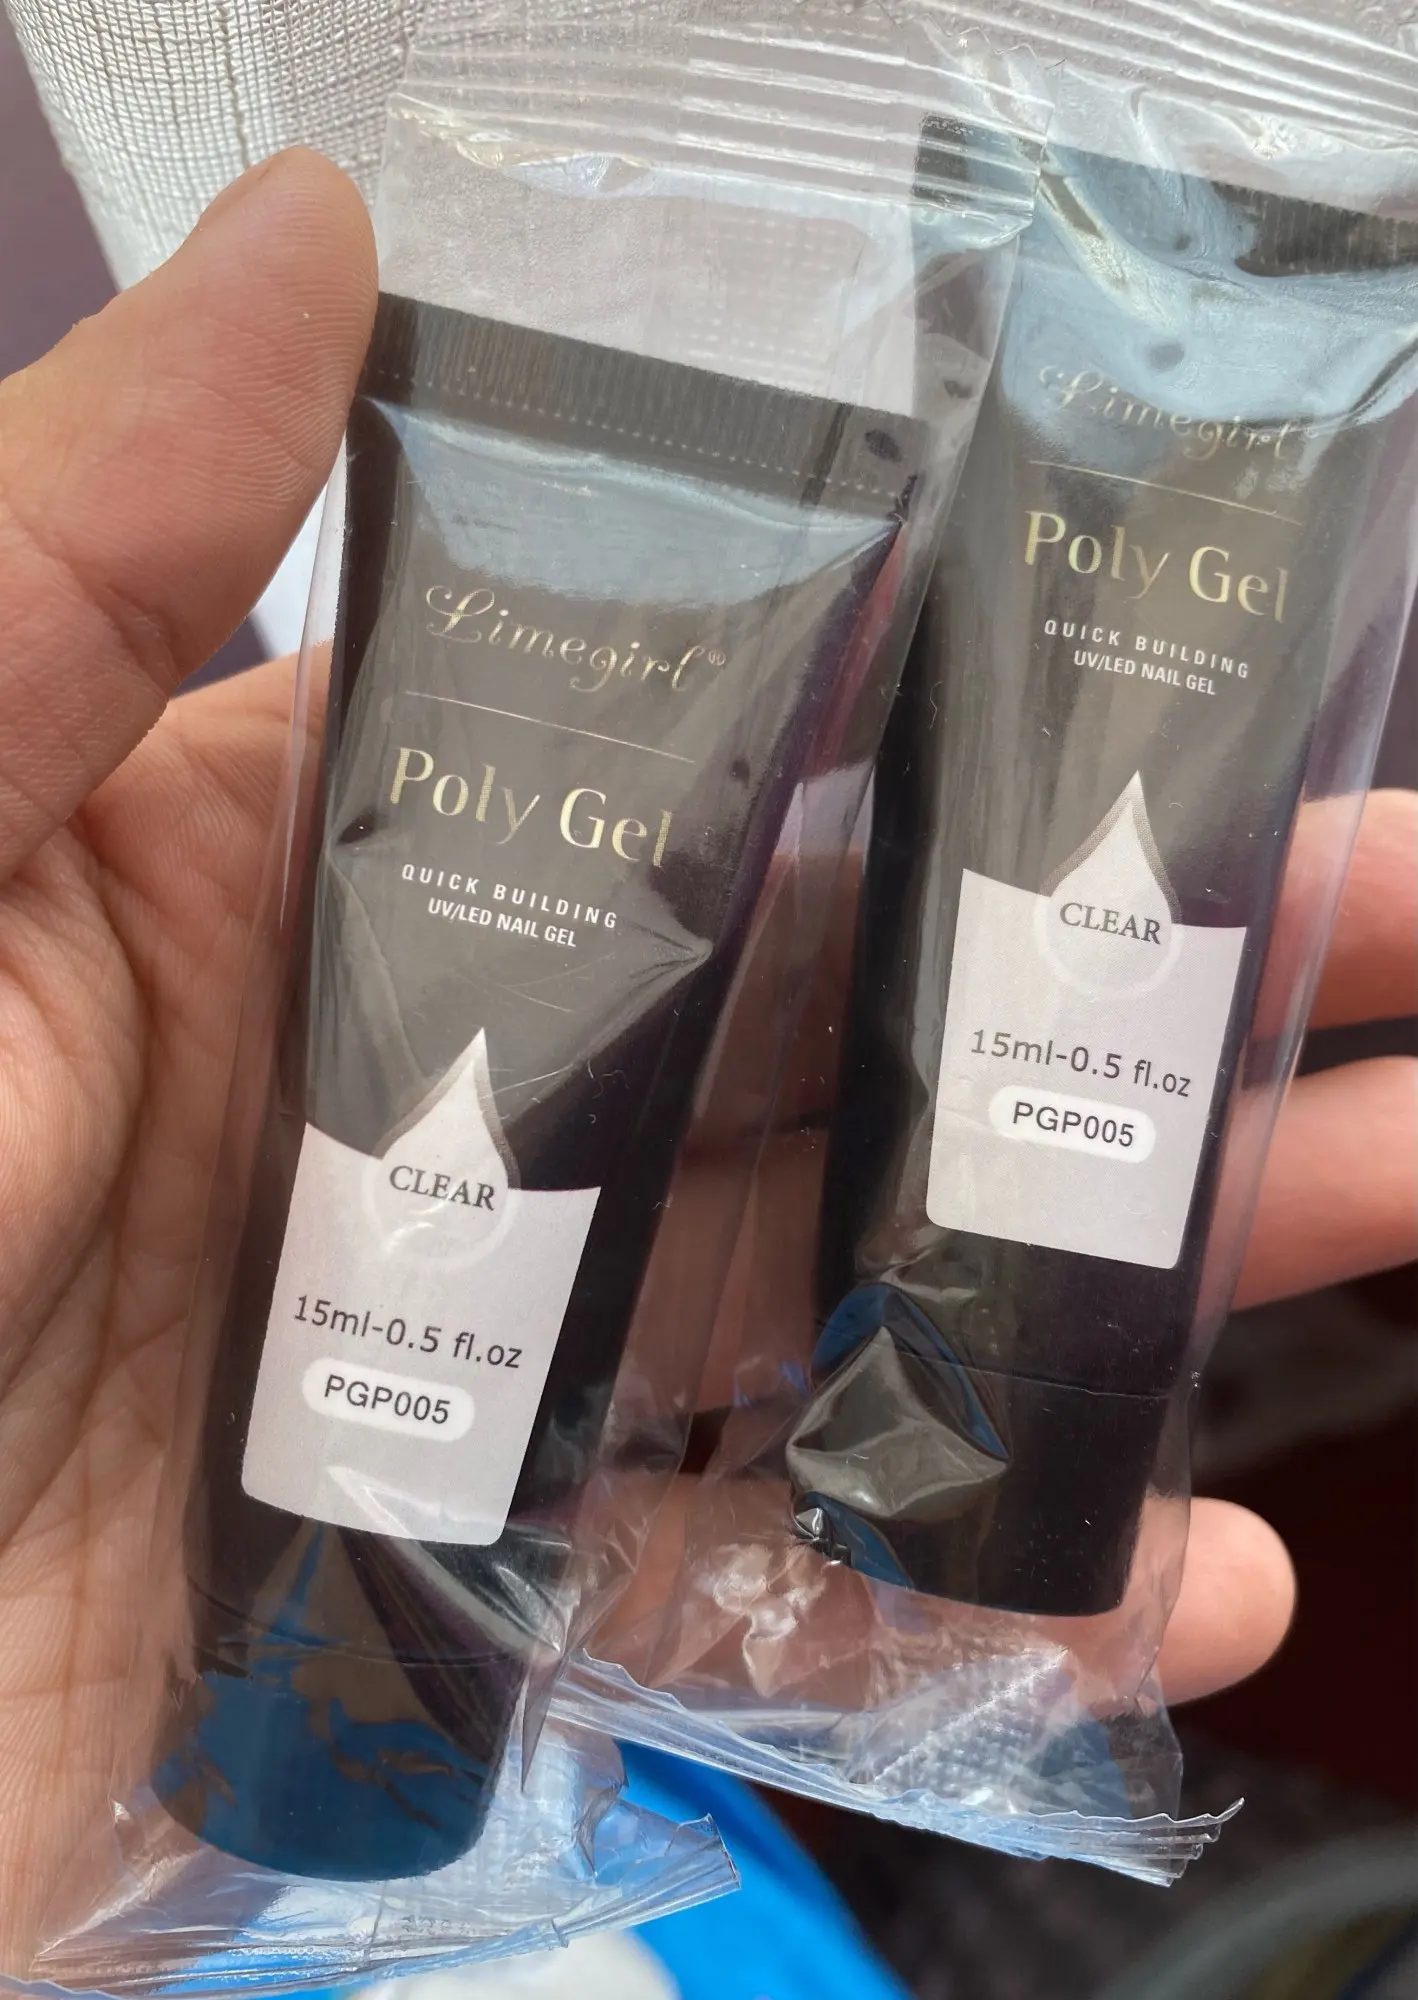 Limegirl®
Poly Gel
QUICK BUILDING
UV/LED NAIL GEL
CLEAR
15ml-0.5 fl.oz
PGP005
Limegirl
Poly Gel
QUICK BUILDING
UV/LED NAIL GEL
CLEAR
15ml-0.5 fl.oz
PGP005